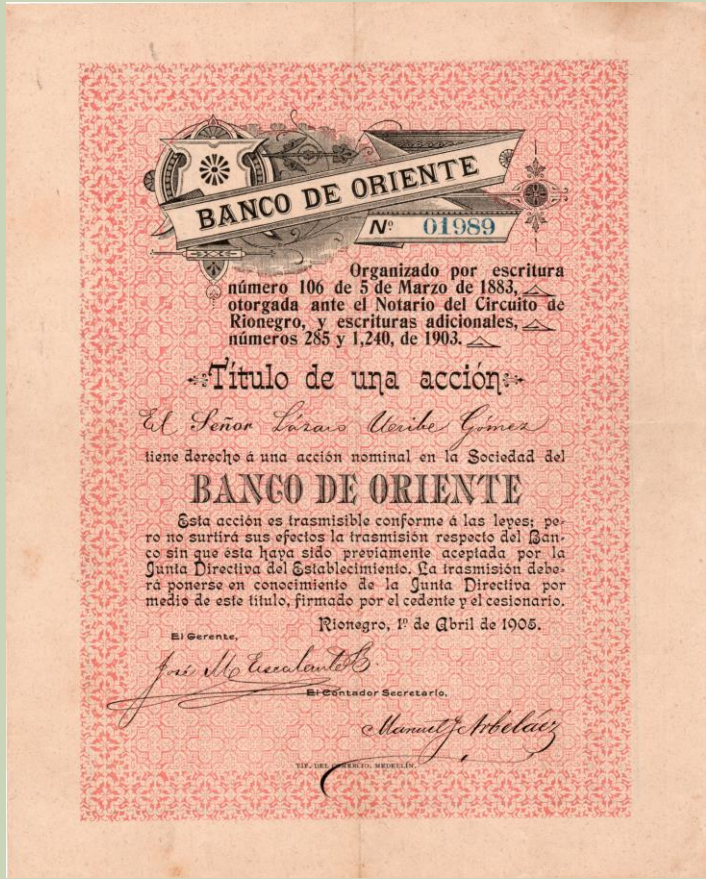 BANCO DE ORIENTE
Nº 01989
Organizado por escritura
número 106 de 5 de Marzo de 1883,
otorgada ante el Notario del Circuito de
Rionegro, y escrituras adicionales,
números 285 y 1,240, de 1903.
Título de una acción
El Señor Lázaro Uribe Gómez
tiene derecho á una acción nominal en la Sociedad del
BANCO DE ORIENTE
Esta acción es trasmisible conforme á las leyes; pe-
ro no surtirá sus efectos la trasmisión respecto del Ban-
co sin que ésta haya sido previamente aceptada por la
Junta Directiva del Establecimiento. La trasmisión debe-
rá ponerse en conocimiento de la Junta Directiva por
medio de este título, firmado por el cedente y el cesionario.
Rionegro, 1º de Abril de 1905.
El Gerente,
José M Escalante B.
El Contador Secretario,
Manuel J Arbeláez
TIP. DEL COMERCIO, MEDELLÍN.